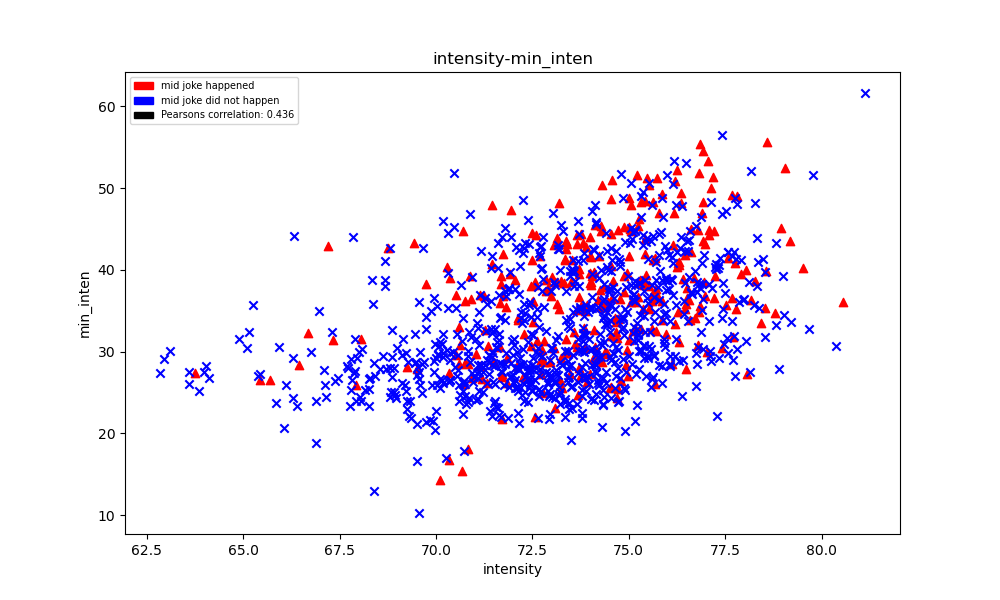 intensity-min_inten
mid joke happened
mid joke did not happen
Pearsons correlation: 0.436
min_inten
60
50
40
30
20
10
62.5 65.0 67.5 70.0 72.5 75.0 77.5 80.0
intensity